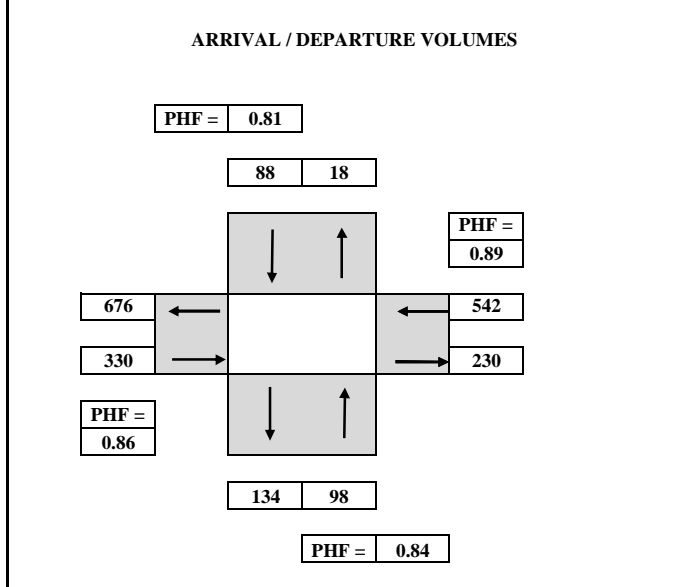 ARRIVAL / DEPARTURE VOLUMES
PHF = 0.81
88 18
PHF =
0.89
676 542
330 230
PHF =
0.86
134 98
PHF = 0.84